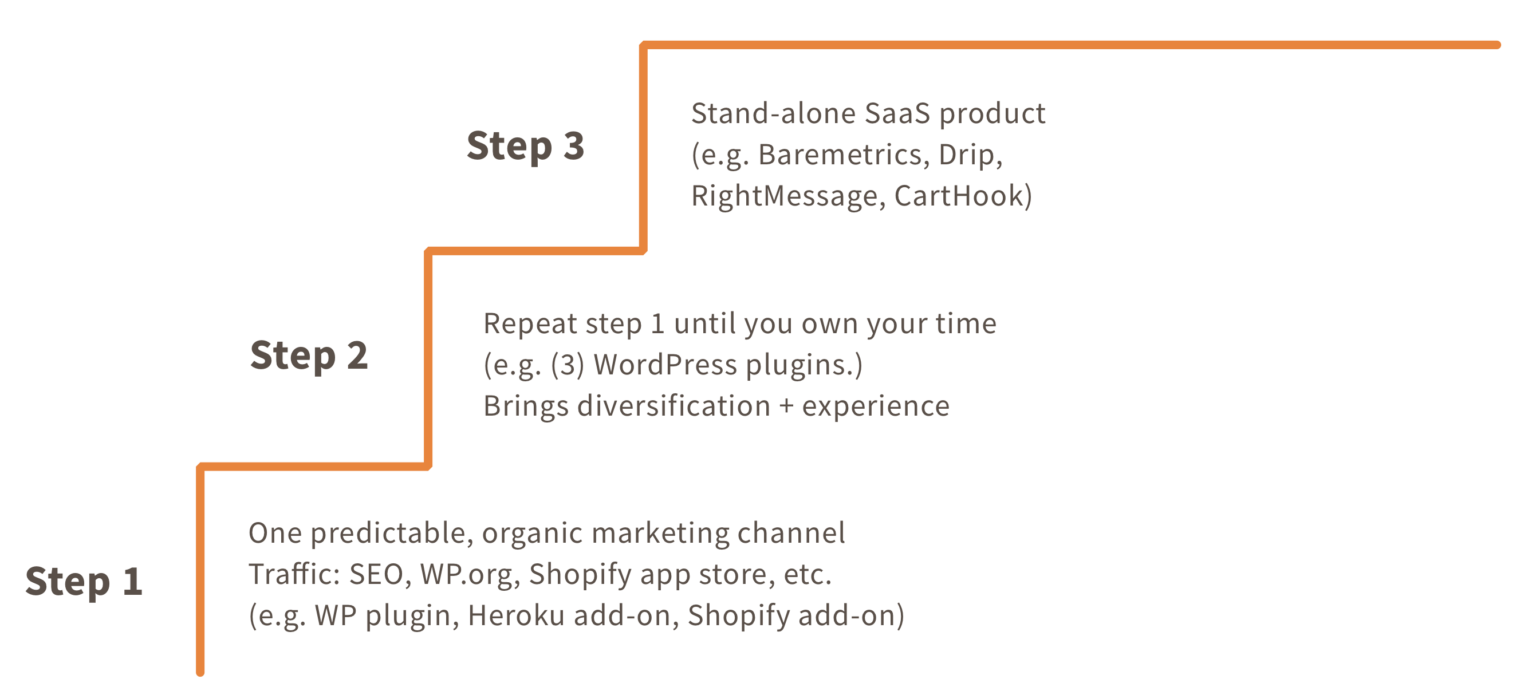 Step 3
Stand-alone SaaS product
(e.g. Baremetrics, Drip,
RightMessage, CartHook)
Step 2
Repeat step 1 until you own your time
(e.g. (3) WordPress plugins.)
Brings diversification + experience
Step 1
One predictable, organic marketing channel
Traffic: SEO, WP.org, Shopify app store, etc.
(e.g. WP plugin, Heroku add-on, Shopify add-on)